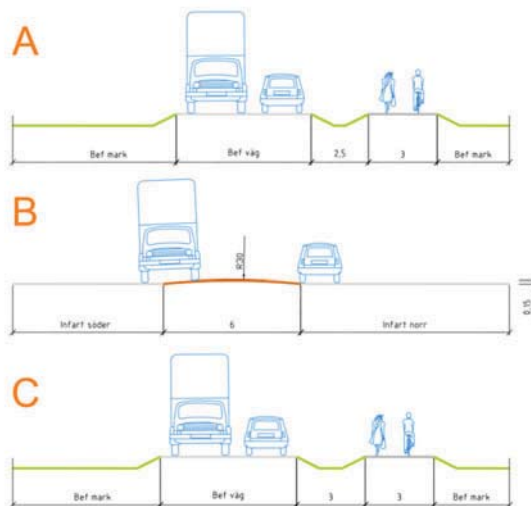 A
Bef mark Bef väg 2,5 3 Bef mark
B
R30
0.15
Infart söder 6 Infart norr
C
Bef mark Bef väg 3 3 Bef mark